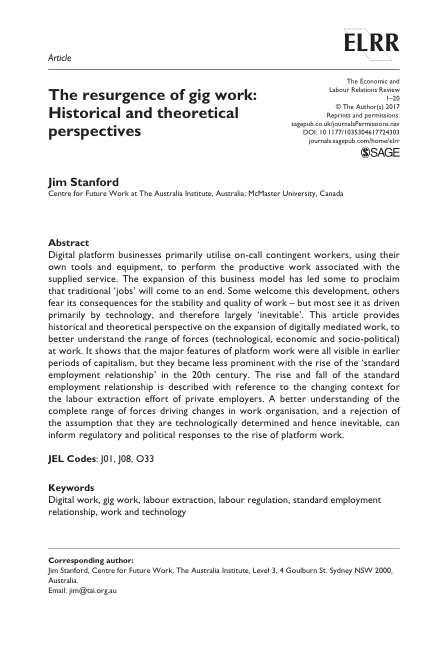 ELRR
Article
The Economic and
Labour Relations Review
1–20
© The Author(s) 2017
Reprints and permissions:
sagepub.co.uk/journalsPermissions.nav
DOI: 10.1177/1035304617724303
journals.sagepub.com/home/elrr
SAGE
The resurgence of gig work:
Historical and theoretical
perspectives
Jim Stanford
Centre for Future Work at The Australia Institute, Australia; McMaster University, Canada
Abstract
Digital platform businesses primarily utilise on-call contingent workers, using their
own tools and equipment, to perform the productive work associated with the
supplied service. The expansion of this business model has led some to proclaim
that traditional ‘jobs’ will come to an end. Some welcome this development, others
fear its consequences for the stability and quality of work – but most see it as driven
primarily by technology, and therefore largely ‘inevitable’. This article provides
historical and theoretical perspective on the expansion of digitally mediated work, to
better understand the range of forces (technological, economic and socio-political)
at work. It shows that the major features of platform work were all visible in earlier
periods of capitalism, but they became less prominent with the rise of the ‘standard
employment relationship’ in the 20th century. The rise and fall of the standard
employment relationship is described with reference to the changing context for
the labour extraction effort of private employers. A better understanding of the
complete range of forces driving changes in work organisation, and a rejection of
the assumption that they are technologically determined and hence inevitable, can
inform regulatory and political responses to the rise of platform work.
JEL Codes: J01, J08, O33
Keywords
Digital work, gig work, labour extraction, labour regulation, standard employment
relationship, work and technology
Corresponding author:
Jim Stanford, Centre for Future Work, The Australia Institute, Level 3, 4 Goulburn St. Sydney NSW 2000,
Australia.
Email: jim@tai.org.au